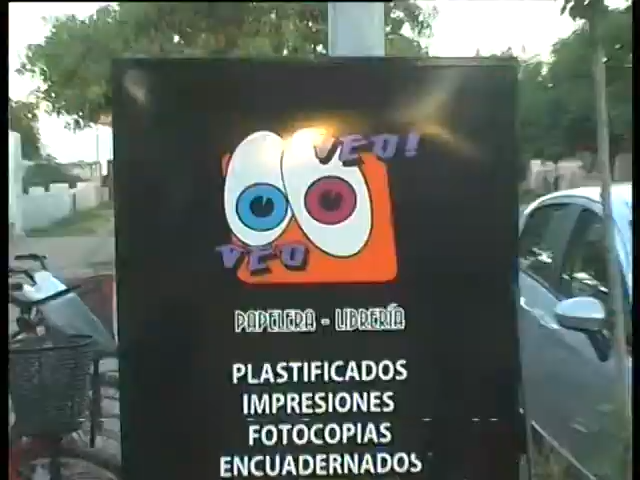 VEO!
VEO
PAPELERA - LIBRERÍA
PLASTIFICADOS
IMPRESIONES
FOTOCOPIAS
ENCUADERNADOS